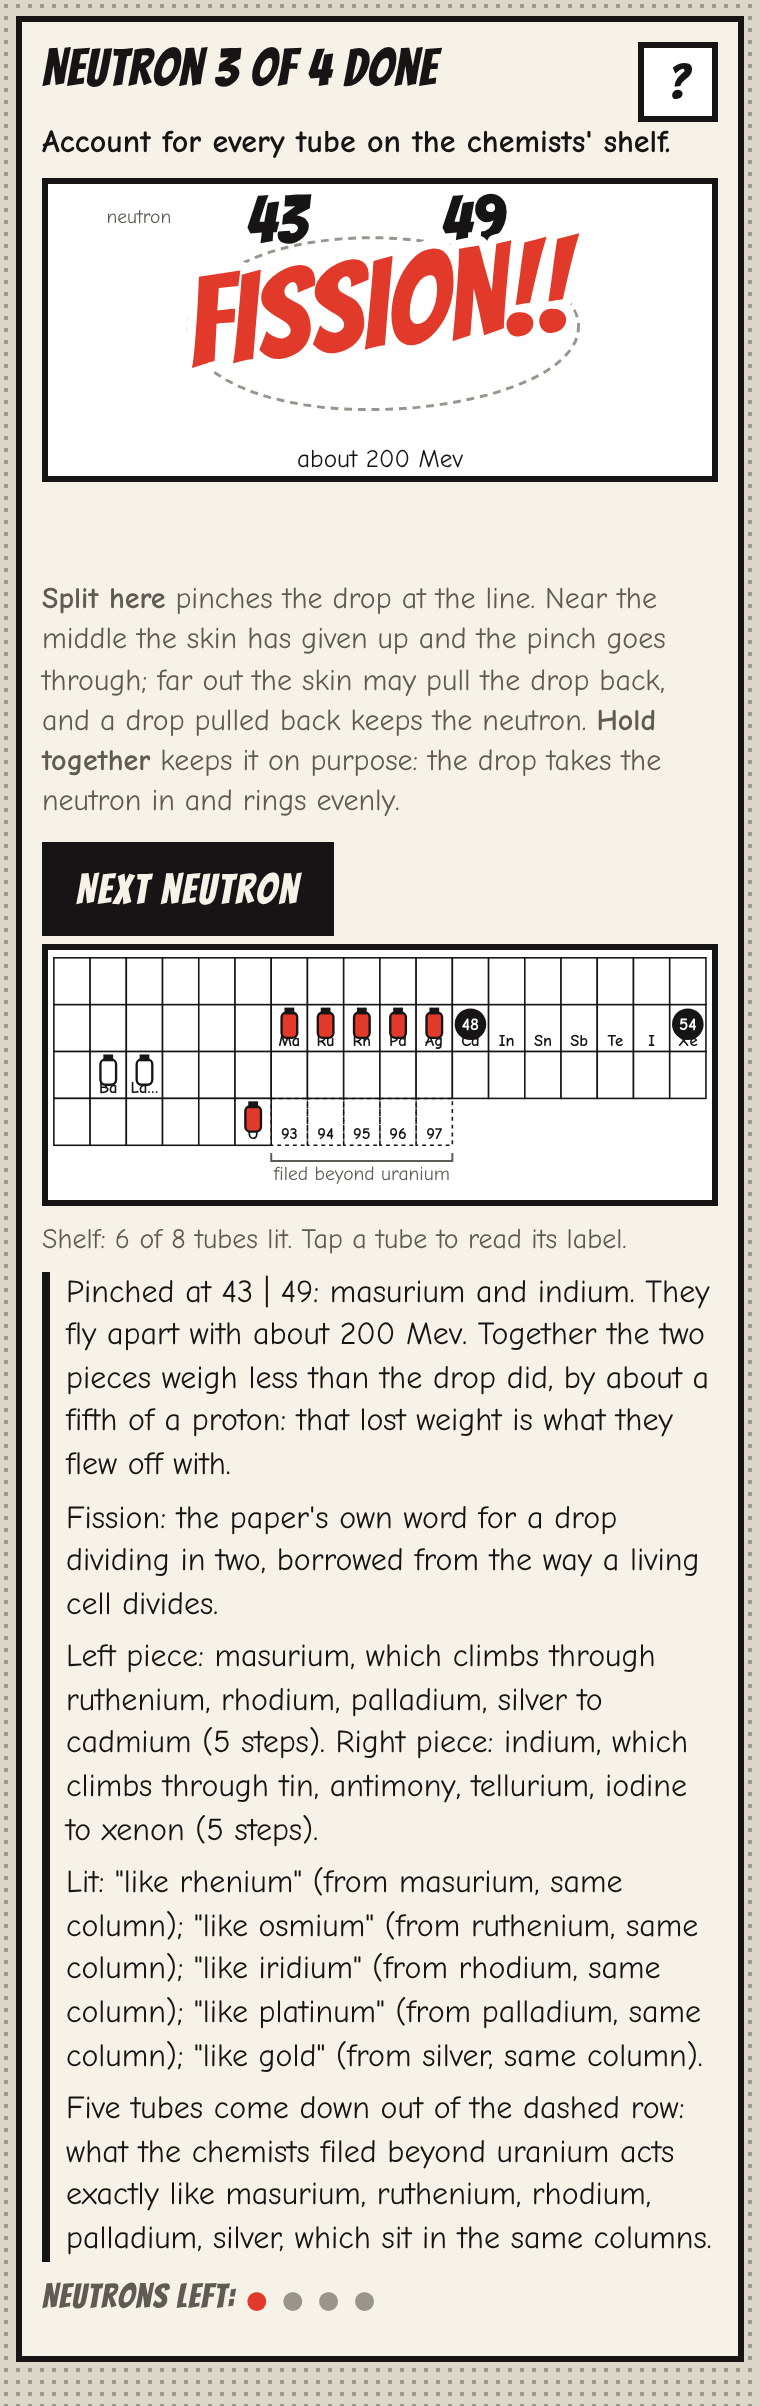 NEUTRON 3 OF 4 DONE
?
Account for every tube on the chemists' shelf.
neutron
43 49
FISSION!!
about 200 Mev
Split here pinches the drop at the line. Near the
middle the skin has given up and the pinch goes
through; far out the skin may pull the drop back,
and a drop pulled back keeps the neutron. Hold
together keeps it on purpose: the drop takes the
neutron in and rings evenly.
NEXT NEUTRON
48 54
Ma Ru Rh Pd Ag Cd In Sn Sb Te I Xe
Ba La...
U 93 94 95 96 97
filed beyond uranium
Shelf: 6 of 8 tubes lit. Tap a tube to read its label.
Pinched at 43 | 49: masurium and indium. They
fly apart with about 200 Mev. Together the two
pieces weigh less than the drop did, by about a
fifth of a proton: that lost weight is what they
flew off with.
Fission: the paper's own word for a drop
dividing in two, borrowed from the way a living
cell divides.
Left piece: masurium, which climbs through
ruthenium, rhodium, palladium, silver to
cadmium (5 steps). Right piece: indium, which
climbs through tin, antimony, tellurium, iodine
to xenon (5 steps).
Lit: "like rhenium" (from masurium, same
column); "like osmium" (from ruthenium, same
column); "like iridium" (from rhodium, same
column); "like platinum" (from palladium, same
column); "like gold" (from silver, same column).
Five tubes come down out of the dashed row:
what the chemists filed beyond uranium acts
exactly like masurium, ruthenium, rhodium,
palladium, silver, which sit in the same columns.
NEUTRONS LEFT: